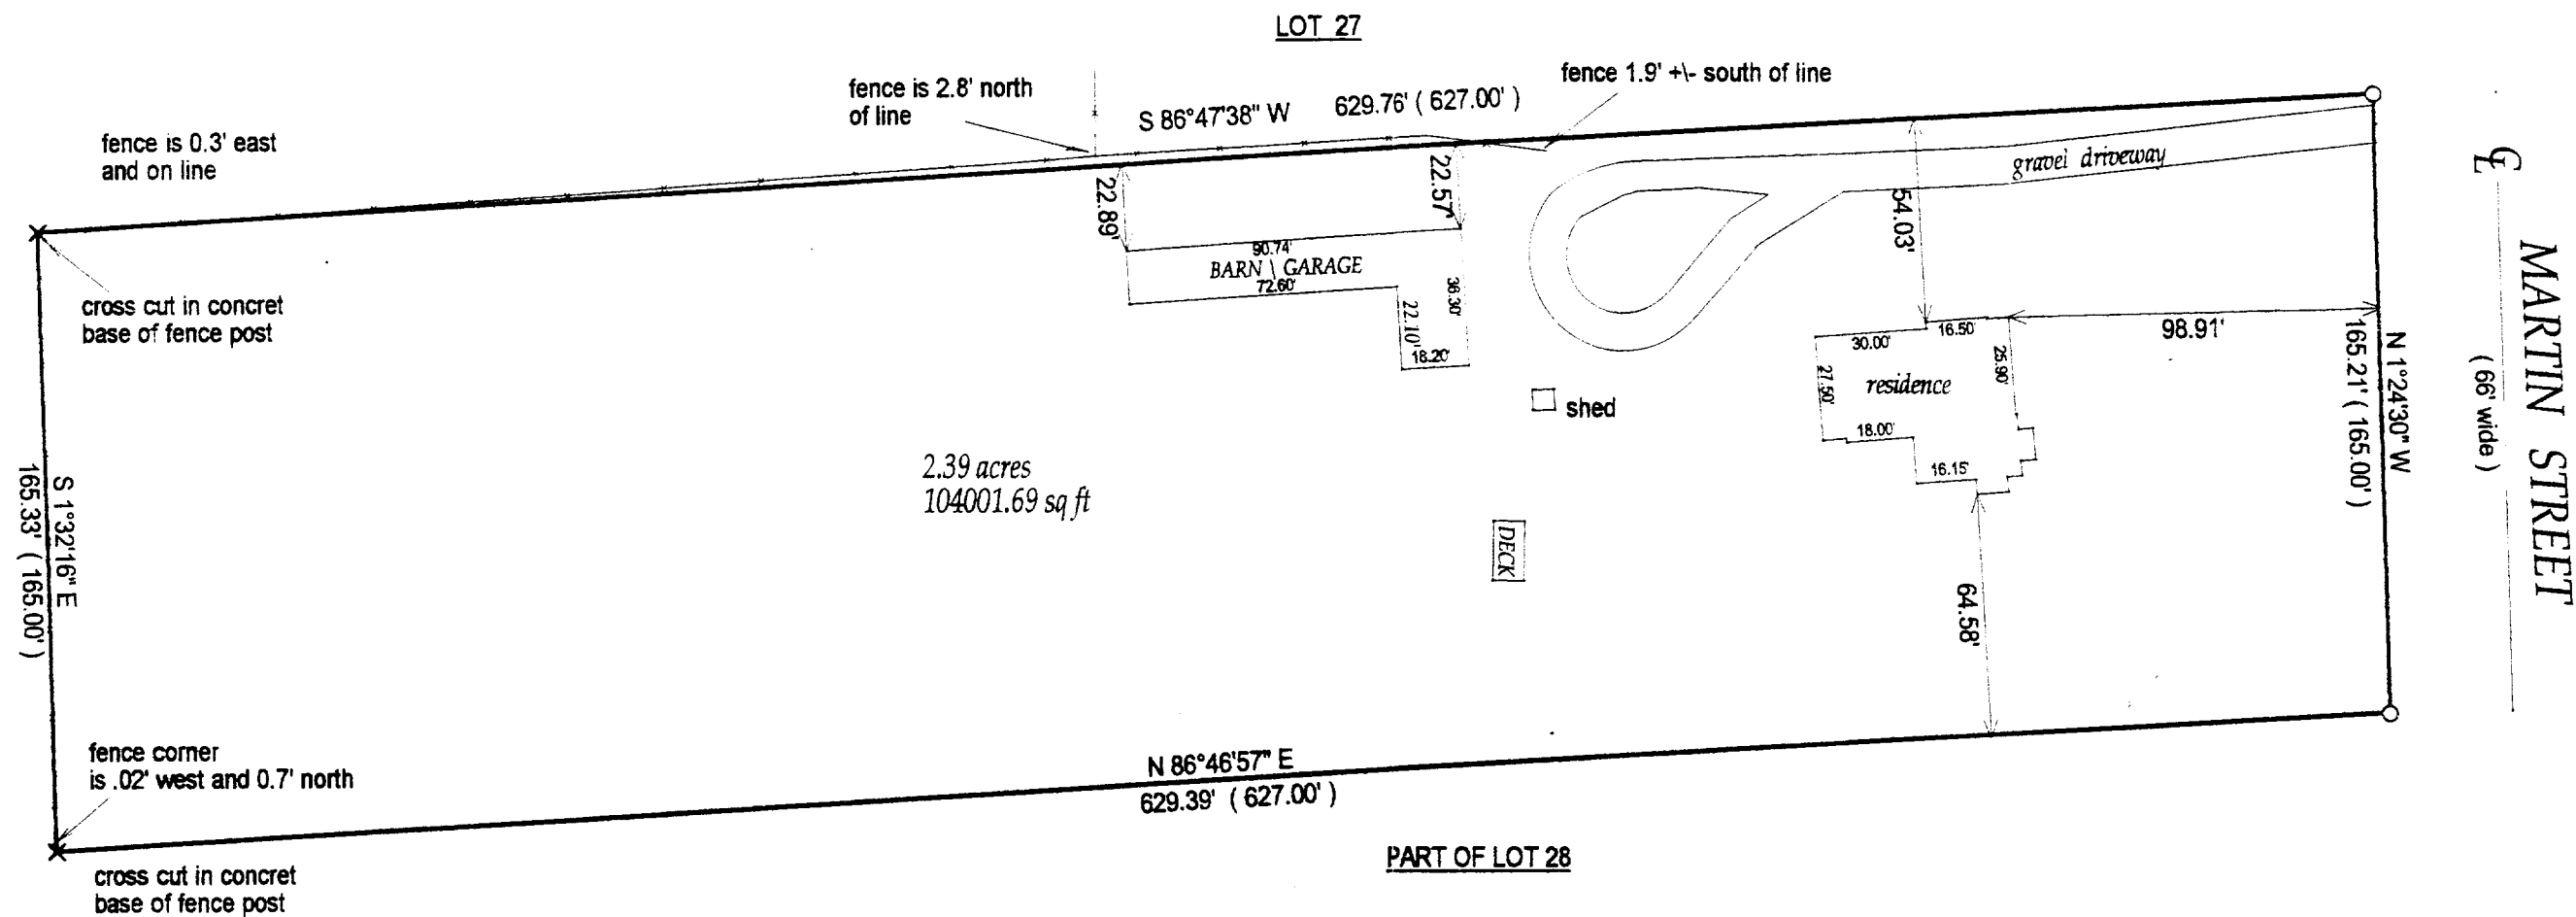 LOT 27
fence is 2.8' north
of line
fence 1.9' +\- south of line
S 86°47'38" W 629.76' ( 627.00' )
fence is 0.3' east
and on line
gravel driveway
22.89'
22.57'
54.03'
90.74'
BARN \ GARAGE
72.60'
36.30'
22.10'
18.20'
cross cut in concret
base of fence post
16.50'
30.00'
98.91'
25.90'
27.50'
residence
18.00'
16.15'
shed
N 1°24'30" W
165.21' ( 165.00' )
CL
MARTIN STREET
( 66' wide )
2.39 acres
104001.69 sq ft
S 1°32'16" E
165.33' ( 165.00' )
DECK
64.58'
fence corner
is .02' west and 0.7' north
N 86°46'57" E
629.39' ( 627.00' )
PART OF LOT 28
cross cut in concret
base of fence post